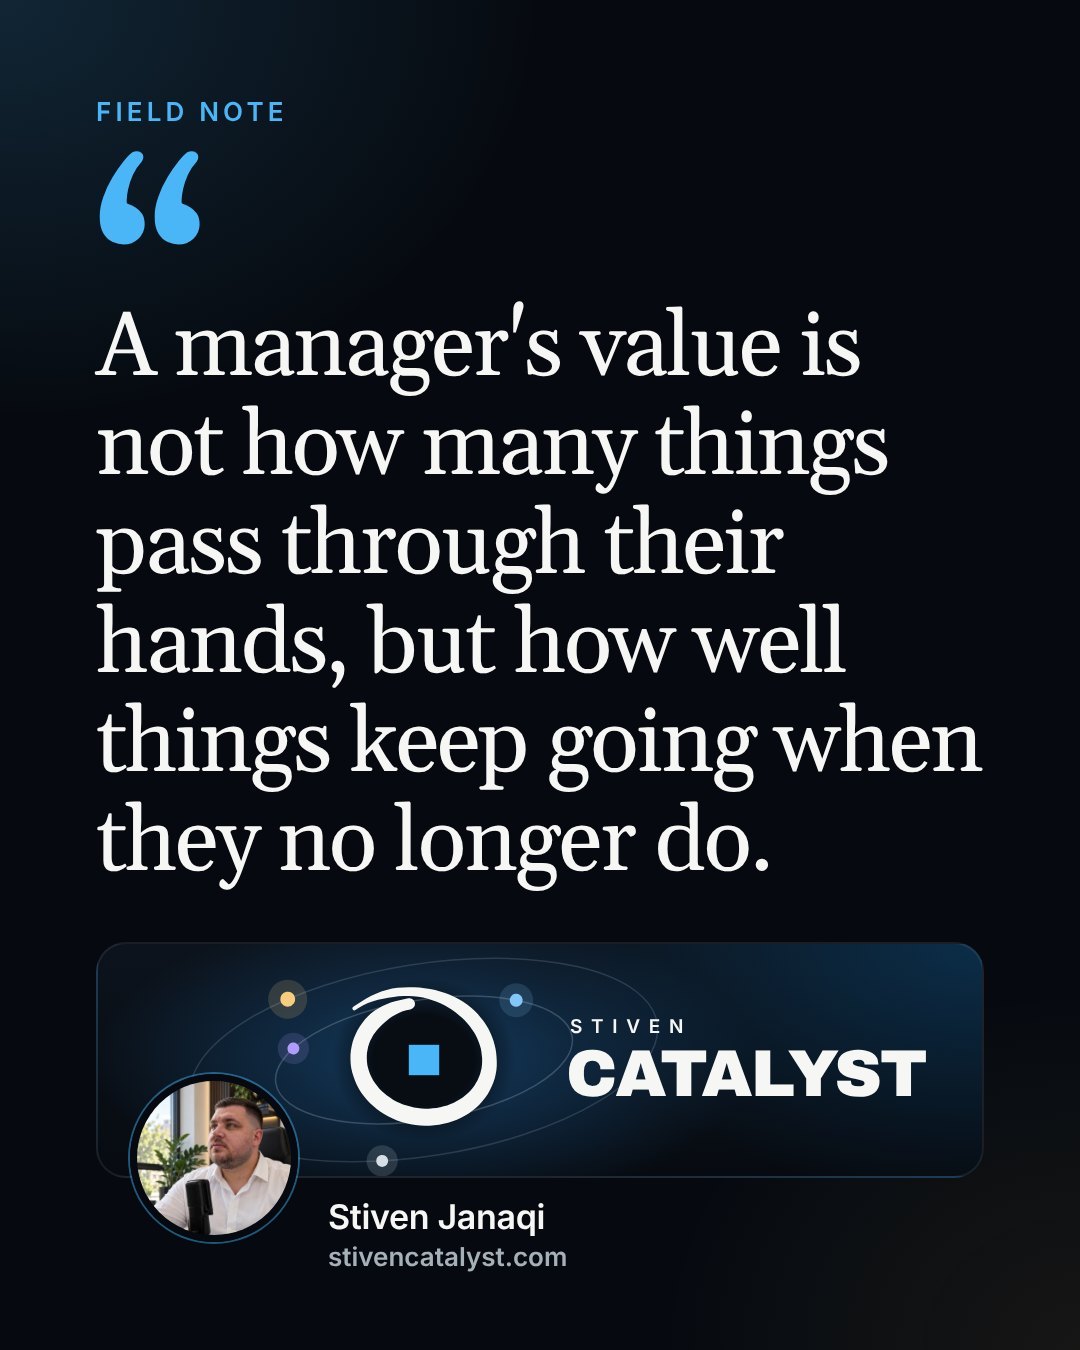 FIELD NOTE
“
A manager's value is
not how many things
pass through their
hands, but how well
things keep going when
they no longer do.
STIVEN
CATALYST
Stiven Janaqi
stivencatalyst.com